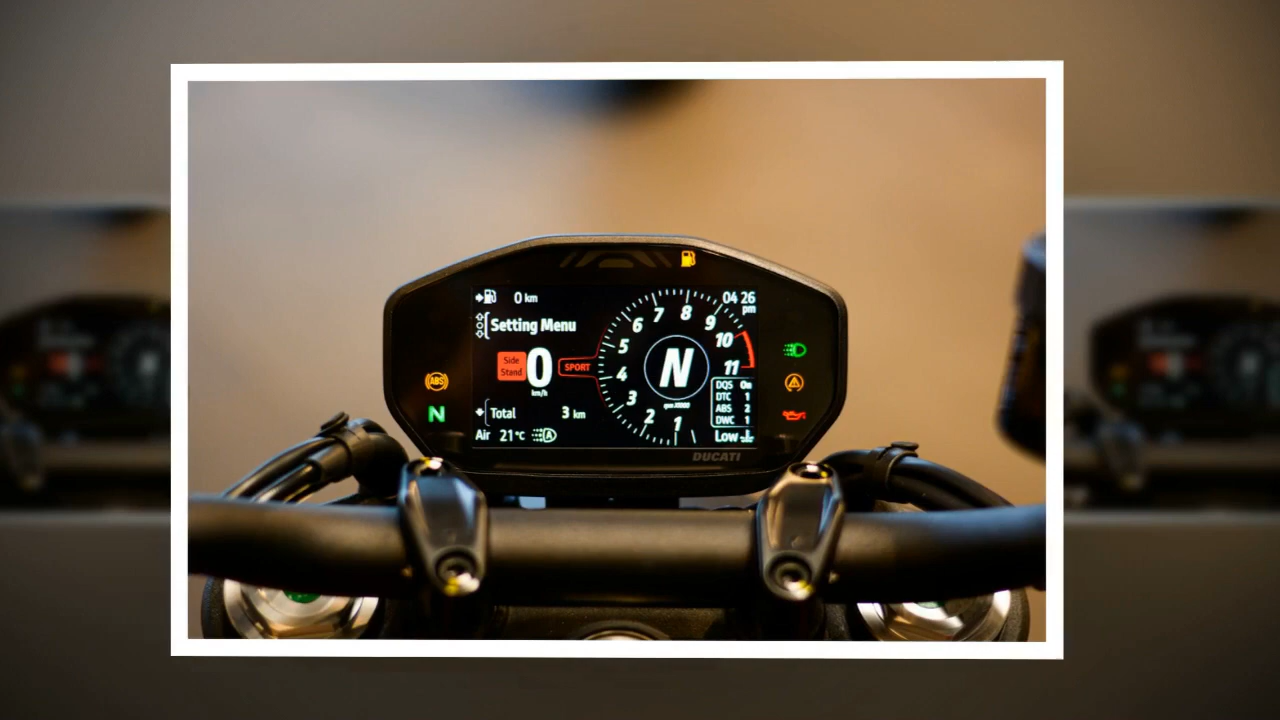 0 km
04 26
pm
Setting Menu
Side
Stand
0
km/h
SPORT
1
2
3
4
5
6
7
8
9
10
11
N
DQS On
DTC 1
ABS 2
DWC 1
ABS
N
Total 3 km
Air 21°C
A
Low
DUCATI